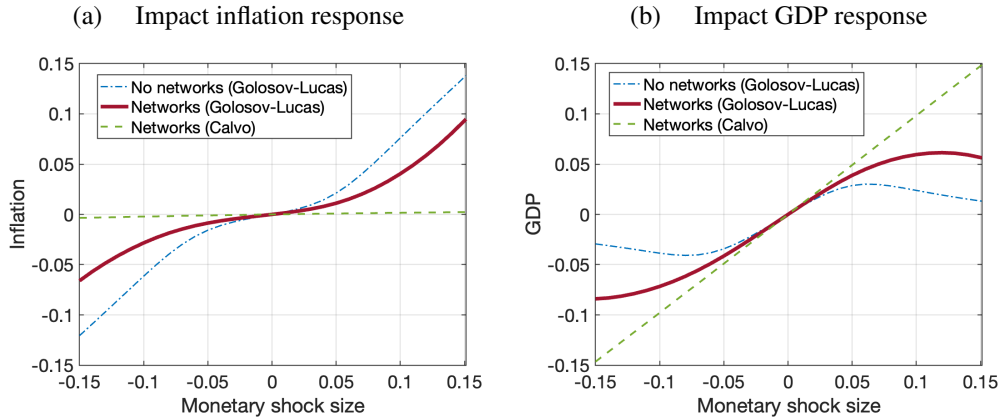 (a) Impact inflation response
0.15
0.1
0.05
0
-0.05
-0.1
-0.15
Inflation
No networks (Golosov-Lucas)
Networks (Golosov-Lucas)
Networks (Calvo)
-0.15 -0.1 -0.05 0 0.05 0.1 0.15
Monetary shock size
(b) Impact GDP response
0.15
0.1
0.05
0
-0.05
-0.1
-0.15
GDP
No networks (Golosov-Lucas)
Networks (Golosov-Lucas)
Networks (Calvo)
-0.15 -0.1 -0.05 0 0.05 0.1 0.15
Monetary shock size